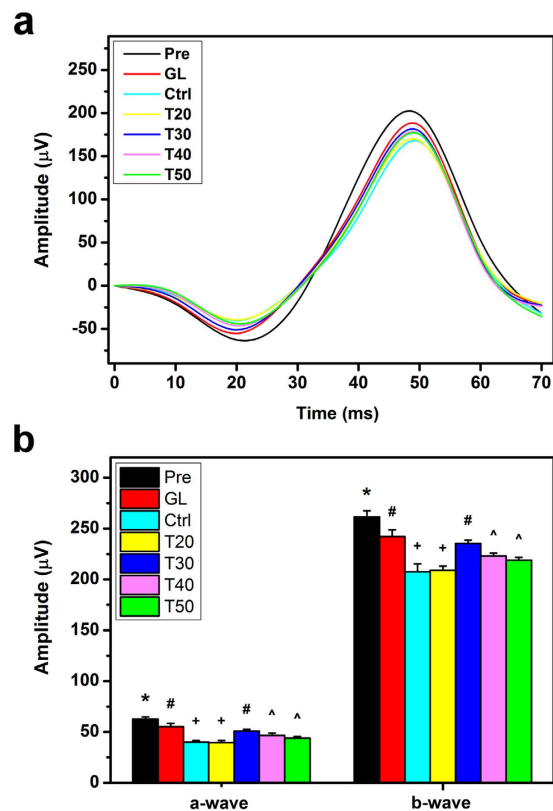 a
Amplitude (µV)
250
200
150
100
50
0
-50
Pre
GL
Ctrl
T20
T30
T40
T50
0 10 20 30 40 50 60 70
Time (ms)
b
Amplitude (µV)
300
250
200
150
100
50
0
Pre
GL
Ctrl
T20
T30
T40
T50
* # + + # ^ ^
* # + + # ^ ^
a-wave b-wave